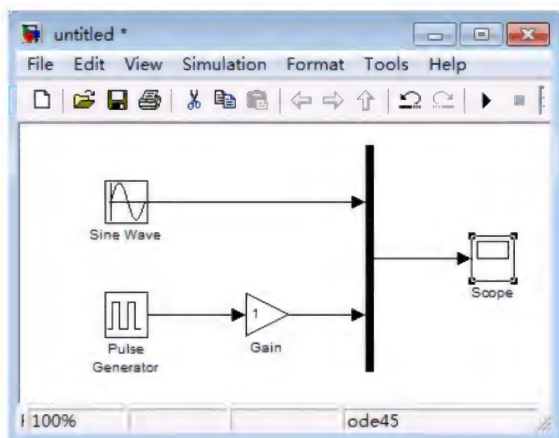 untitled *
File Edit View Simulation Format Tools Help
Sine Wave
Scope
1
Pulse
Generator
Gain
100%
ode45